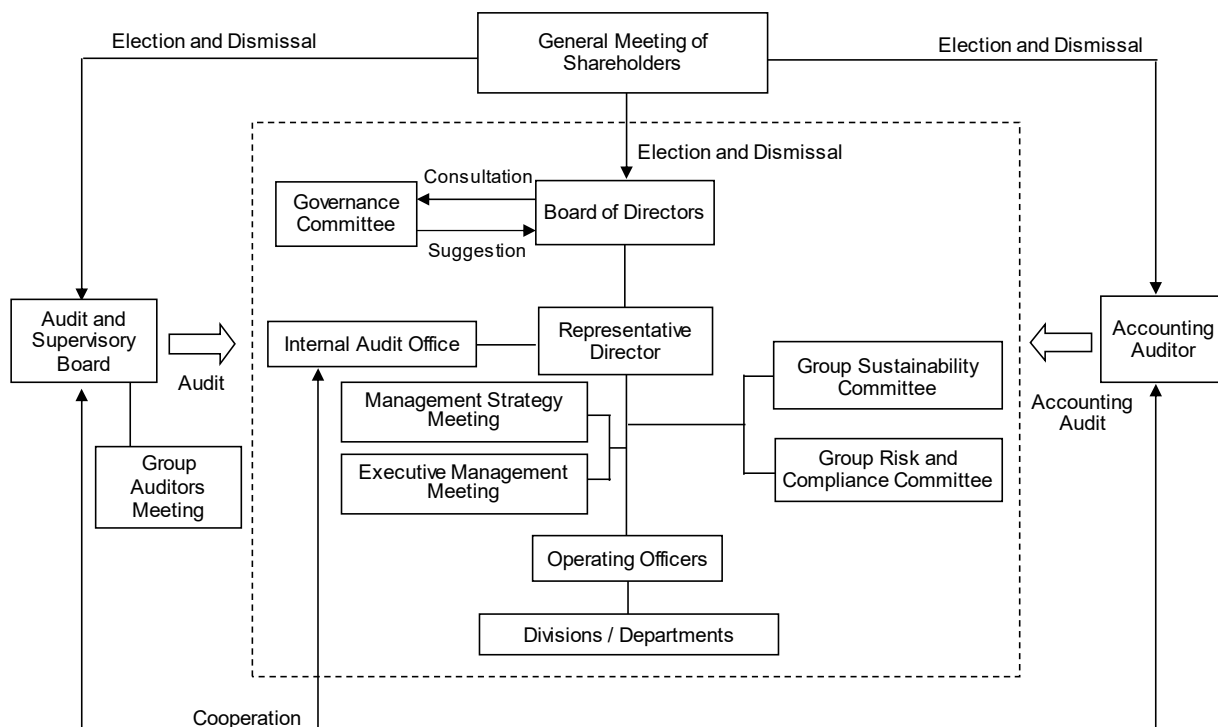 Election and Dismissal
General Meeting of
Shareholders
Election and Dismissal
Election and Dismissal
Consultation
Governance
Committee
Board of Directors
Suggestion
Audit and
Supervisory
Board
Audit
Internal Audit Office
Representative
Director
Accounting
Auditor
Accounting
Audit
Group Sustainability
Committee
Management Strategy
Meeting
Group Auditors
Meeting
Executive Management
Meeting
Group Risk and
Compliance Committee
Operating Officers
Divisions / Departments
Cooperation